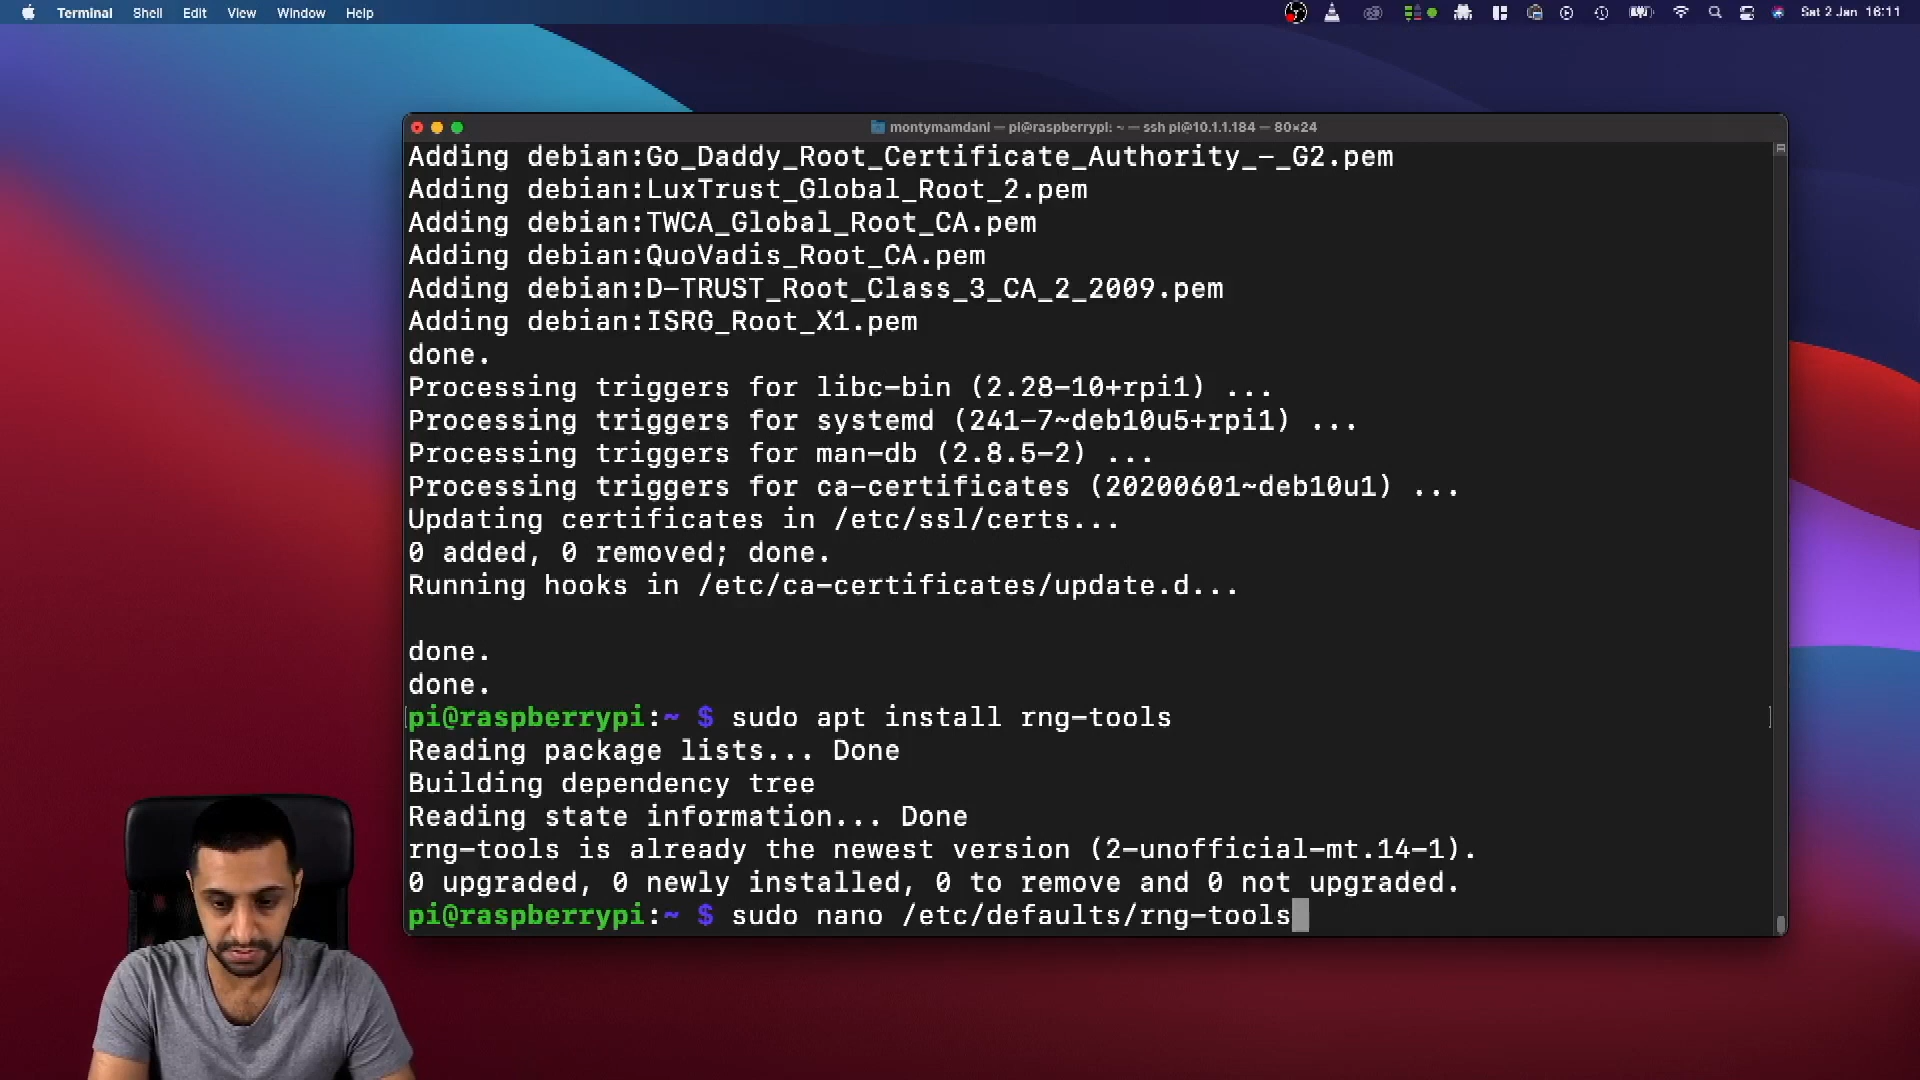 Terminal Shell Edit View Window Help Sat 2 Jan 16:11
montymamdani — pi@raspberrypi: ~ — ssh pi@10.1.1.184 — 80×24
Adding debian:Go_Daddy_Root_Certificate_Authority_-_G2.pem
Adding debian:LuxTrust_Global_Root_2.pem
Adding debian:TWCA_Global_Root_CA.pem
Adding debian:QuoVadis_Root_CA.pem
Adding debian:D-TRUST_Root_Class_3_CA_2_2009.pem
Adding debian:ISRG_Root_X1.pem
done.
Processing triggers for libc-bin (2.28-10+rpi1) ...
Processing triggers for systemd (241-7~deb10u5+rpi1) ...
Processing triggers for man-db (2.8.5-2) ...
Processing triggers for ca-certificates (20200601~deb10u1) ...
Updating certificates in /etc/ssl/certs...
0 added, 0 removed; done.
Running hooks in /etc/ca-certificates/update.d...
done.
done.
pi@raspberrypi:~ $ sudo apt install rng-tools
Reading package lists... Done
Building dependency tree
Reading state information... Done
rng-tools is already the newest version (2-unofficial-mt.14-1).
0 upgraded, 0 newly installed, 0 to remove and 0 not upgraded.
pi@raspberrypi:~ $ sudo nano /etc/defaults/rng-tools